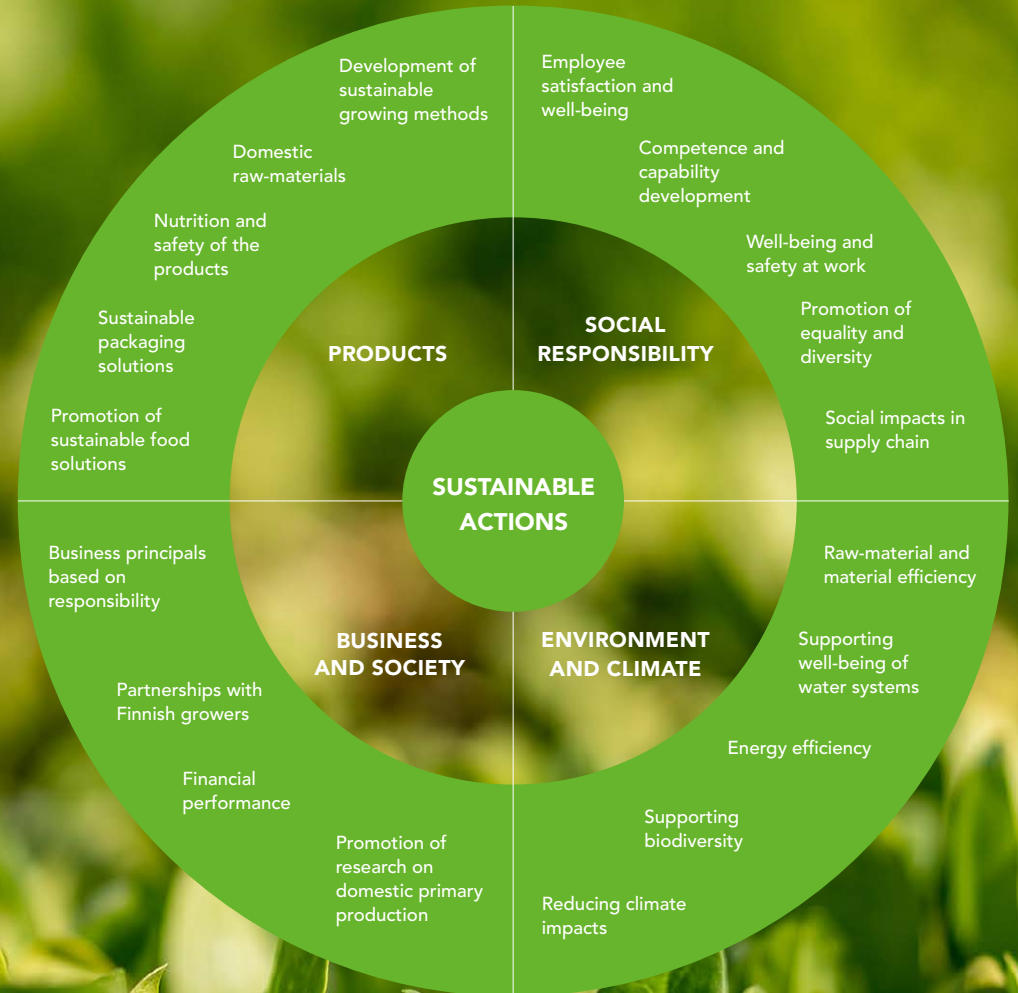 Development of
sustainable
growing methods
Domestic
raw-materials
Nutrition and
safety of the
products
Sustainable
packaging
solutions
Promotion of
sustainable food
solutions
PRODUCTS
Employee
satisfaction and
well-being
Competence and
capability
development
Well-being and
safety at work
Promotion of
equality and
diversity
Social impacts in
supply chain
SOCIAL
RESPONSIBILITY
SUSTAINABLE
ACTIONS
Business principals
based on
responsibility
Partnerships with
Finnish growers
Financial
performance
Promotion of
research on
domestic primary
production
BUSINESS
AND SOCIETY
ENVIRONMENT
AND CLIMATE
Raw-material and
material efficiency
Supporting
well-being of
water systems
Energy efficiency
Supporting
biodiversity
Reducing climate
impacts